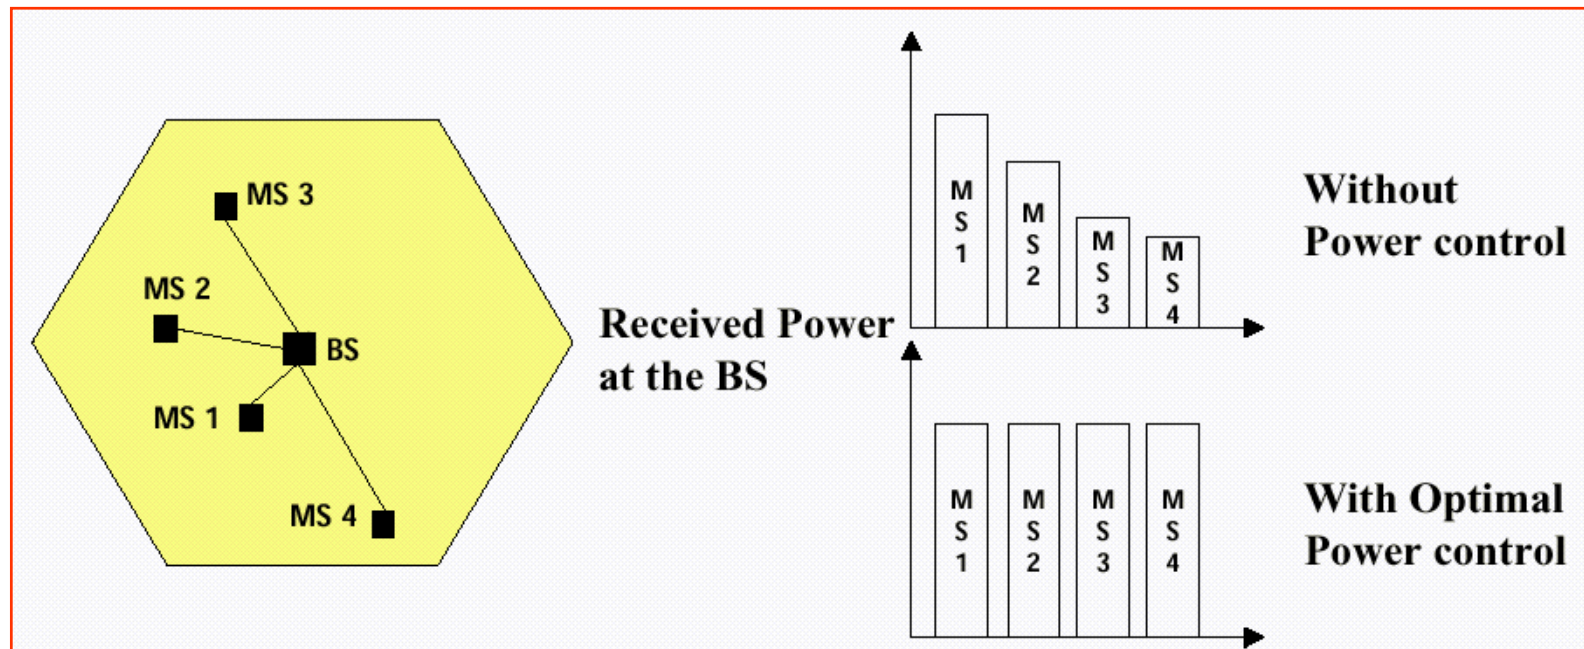 MS 3
MS 2
BS
MS 1
MS 4
Received Power
at the BS
M
S
1
M
S
2
M
S
3
M
S
4
Without
Power control
M
S
1
M
S
2
M
S
3
M
S
4
With Optimal
Power control